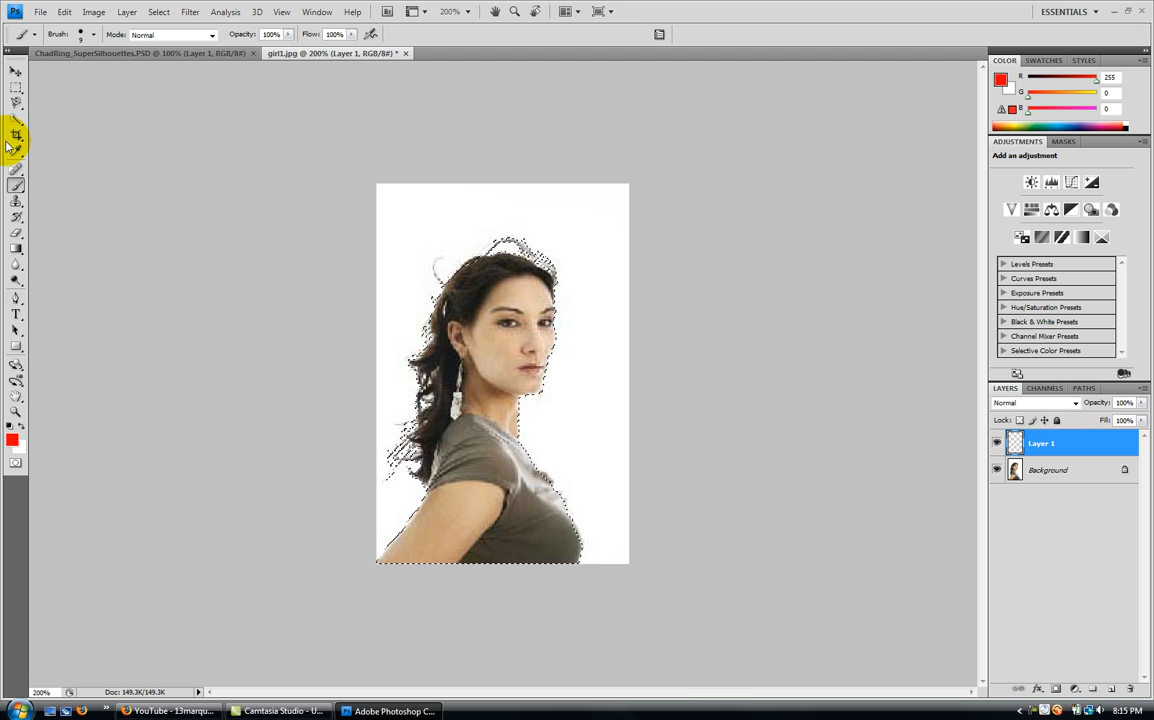 Ps File Edit Image Layer Select Filter Analysis 3D View Window Help Br 200% ESSENTIALS
Brush: 9 Mode: Normal Opacity: 100% Flow: 100%
ChadRing_SuperSilhouettes.PSD @ 100% (Layer 1, RGB/8#) × girl1.jpg @ 200% (Layer 1, RGB/8#) * ×
COLOR SWATCHES STYLES
R 255
G 0
B 0
ADJUSTMENTS MASKS
Add an adjustment
Levels Presets
Curves Presets
Exposure Presets
Hue/Saturation Presets
Black & White Presets
Channel Mixer Presets
Selective Color Presets
LAYERS CHANNELS PATHS
Normal Opacity: 100%
Lock: Fill: 100%
Layer 1
Background
200% Doc: 149.3K/149.3K
YouTube - 13marqu... Camtasia Studio - U... Adobe Photoshop C... 8:15 PM